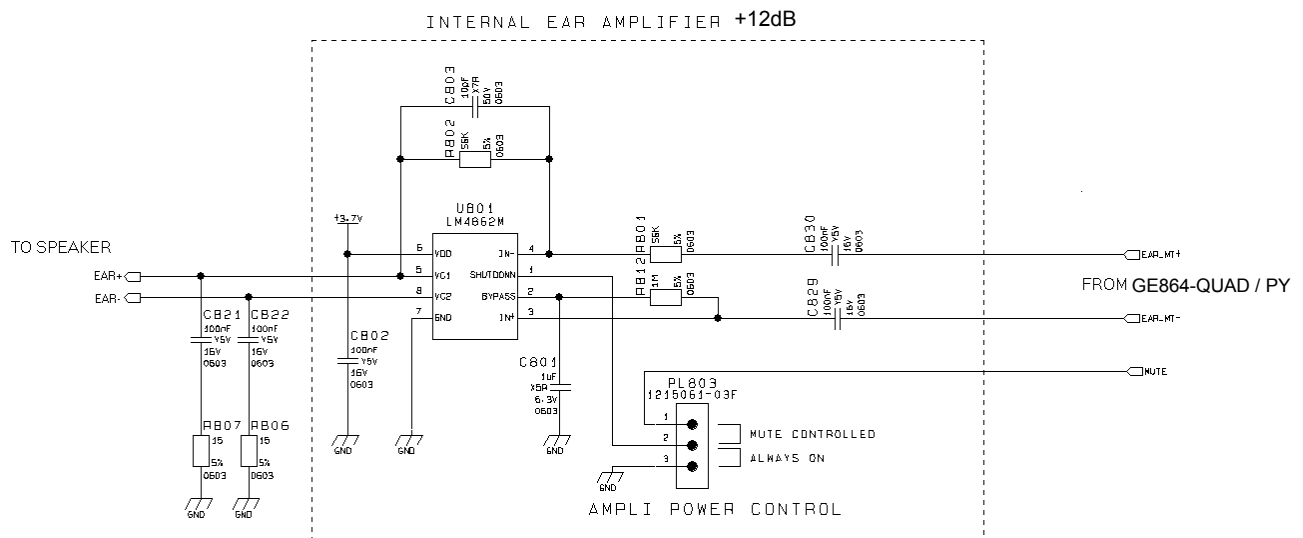 INTERNAL EAR AMPLIFIER +12dB
C803
10pF
X7R
50V
0603
R802
56K
5%
0603
+3.7V
U801
LM4862M
6 VDD IN- 4
5 VO1 SHUTDOWN 1
8 VO2 BYPASS 2
7 GND IN+ 3
R801
56K
5%
0603
C830
100nF
Y5V
16V
0603
R812
1M
5%
0603
C829
100nF
Y5V
16V
0603
TO SPEAKER
EAR+
EAR-
EAR_MT+
FROM GE864-QUAD / PY
EAR_MT-
MUTE
C821
100nF
Y5V
16V
0603
C822
100nF
Y5V
16V
0603
C802
100nF
Y5V
16V
0603
C801
1uF
X5R
6.3V
0603
PL803
1215061-03F
1
2
3
MUTE CONTROLLED
ALWAYS ON
R807
15
5%
0603
R806
15
5%
0603
GND
GND
GND
GND
GND
GND
AMPLI POWER CONTROL